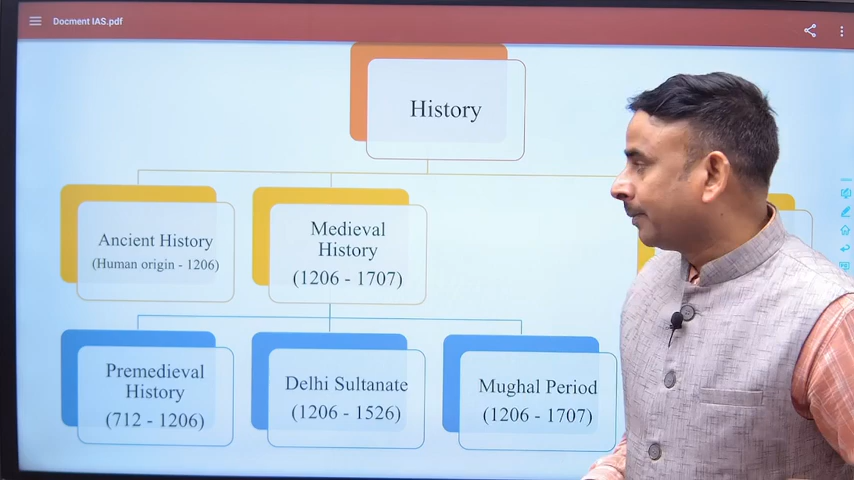 Docment IAS.pdf
History
Ancient History
(Human origin - 1206)
Medieval
History
(1206 - 1707)
Premedieval
History
(712 - 1206)
Delhi Sultanate
(1206 - 1526)
Mughal Period
(1206 - 1707)